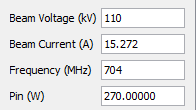 Beam Voltage (kV) 110
Beam Current (A) 15.272
Frequency (MHz) 704
Pin (W) 270.00000